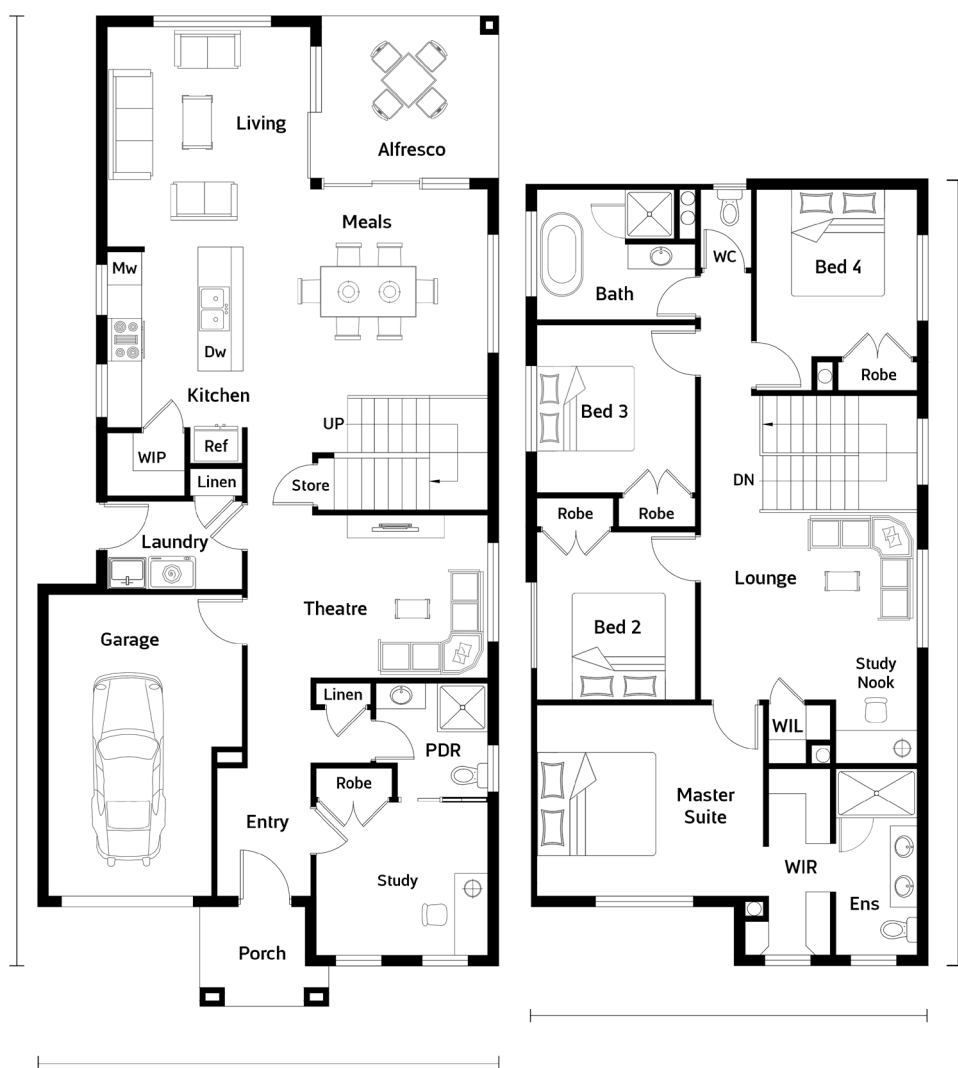 Living
Alfresco
Meals
Mw
Dw
Kitchen
UP
WIP
Ref
Linen
Store
Laundry
Theatre
Garage
Linen
PDR
Robe
Entry
Study
Porch
WC
Bed 4
Bath
Robe
Bed 3
DN
Robe
Robe
Lounge
Bed 2
Study
Nook
WIL
Master
Suite
WIR
Ens